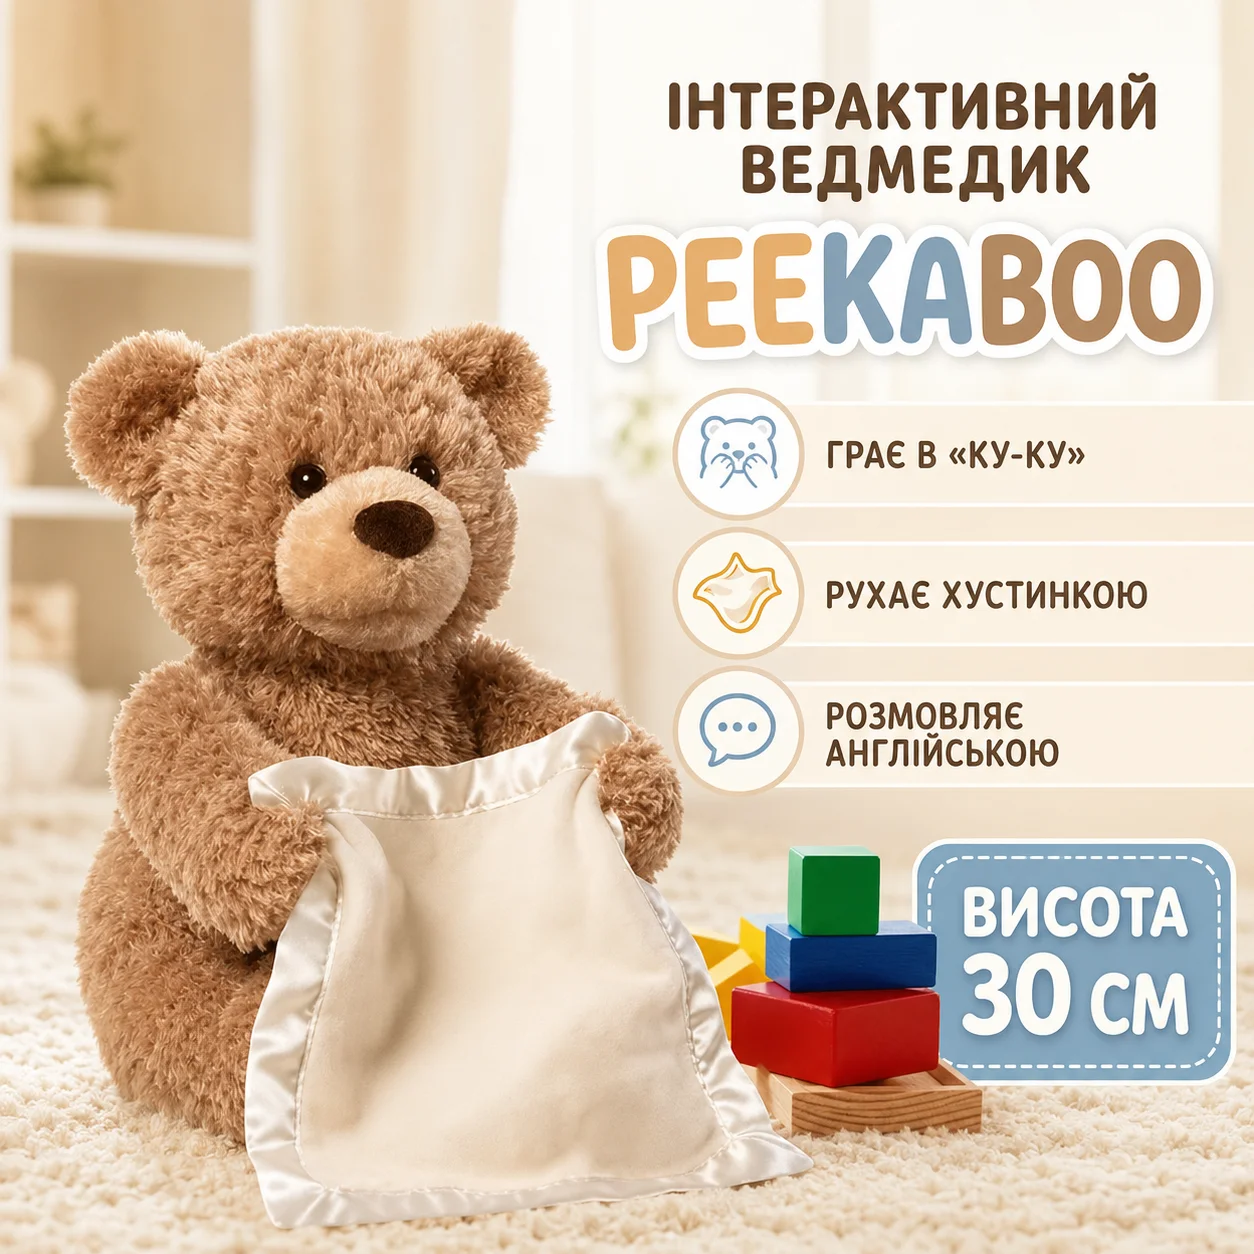 ІНТЕРАКТИВНИЙ
ВЕДМЕДИК
PEEKABOO
ГРАЄ В «КУ-КУ»
РУХАЄ ХУСТИНКОЮ
РОЗМОВЛЯЄ
АНГЛІЙСЬКОЮ
ВИСОТА
30 СМ